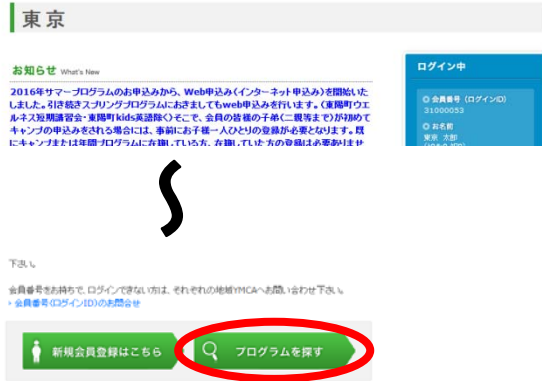 東京
お知らせ What's New
2016年サマープログラムのお申込みから、Web申込み(インターネット申込み)を開始いた
しました。引き続きスプリングプログラムにおきましてもweb申込みを行います。(東陽町ウエ
ルネス短期講習会・東陽町kids英語除く)そこで、会員の皆様の子弟(二親等まで)が初めて
キャンプの申込みをされる場合には、事前にお子様一人ひとりの登録が必要となります。既
にキャンプまたは年間プログラムに在籍している方、在籍していた方の登録は必要ありませ
ログイン中
会員番号(ログインID)
31000053
お名前
東京 太郎
下さい。
会員番号をお持ちで、ログインできない方は、それぞれの地域YMCAへお問い合わせ下さい。
会員番号(ログインID)のお問合せ
新規会員登録はこちら
プログラムを探す